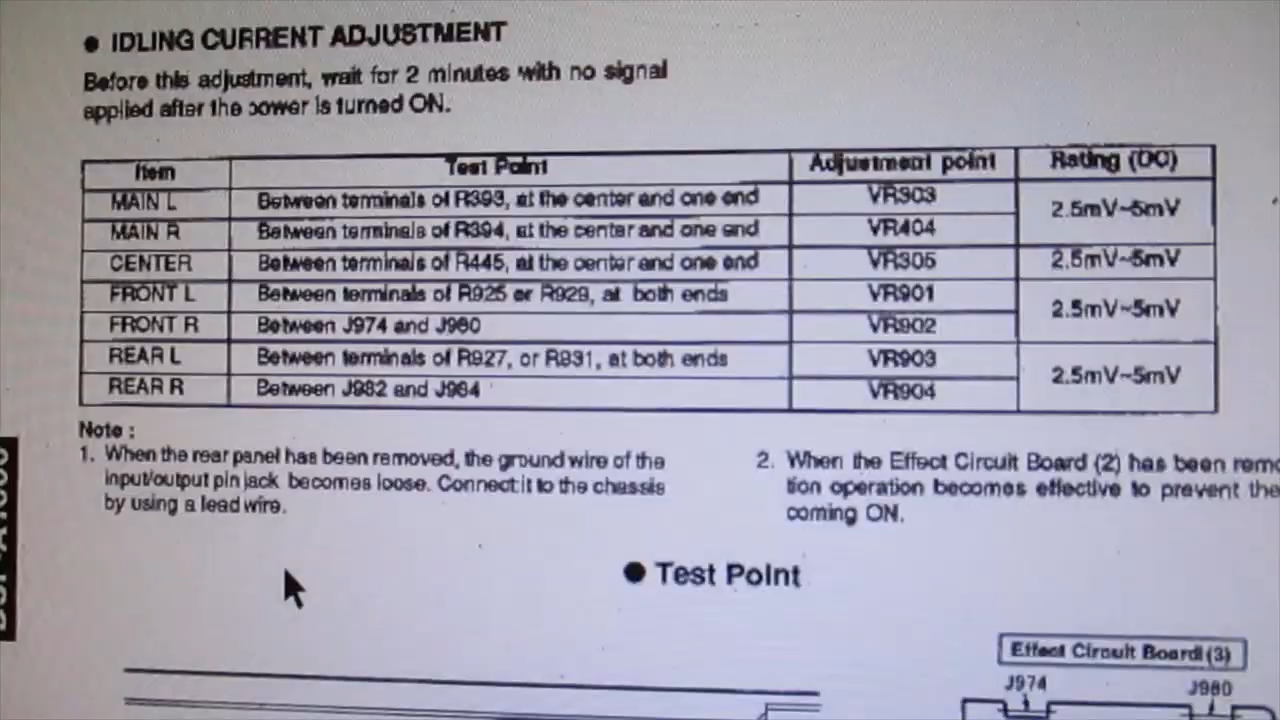 ● IDLING CURRENT ADJUSTMENT
Before this adjustment, wait for 2 minutes with no signal
applied after the power is turned ON.
Item Test Point Adjustment point Rating (DC)
MAIN L Between terminals of R393, at the center and one end VR303 2.5mV~5mV
MAIN R Between terminals of R394, at the center and one end VR404
CENTER Between terminals of R445, at the center and one end VR305 2.5mV~5mV
FRONT L Between terminals of R925 or R929, at both ends VR901 2.5mV~5mV
FRONT R Between J974 and J980 VR902
REAR L Between terminals of R927, or R931, at both ends VR903 2.5mV~5mV
REAR R Between J982 and J984 VR904
Note :
1. When the rear panel has been removed, the ground wire of the
input/output pin jack becomes loose. Connect it to the chassis
by using a lead wire.
2. When the Effect Circuit Board (2) has been remo
tion operation becomes effective to prevent the
coming ON.
● Test Point
Effect Circuit Board (3)
J974 J980